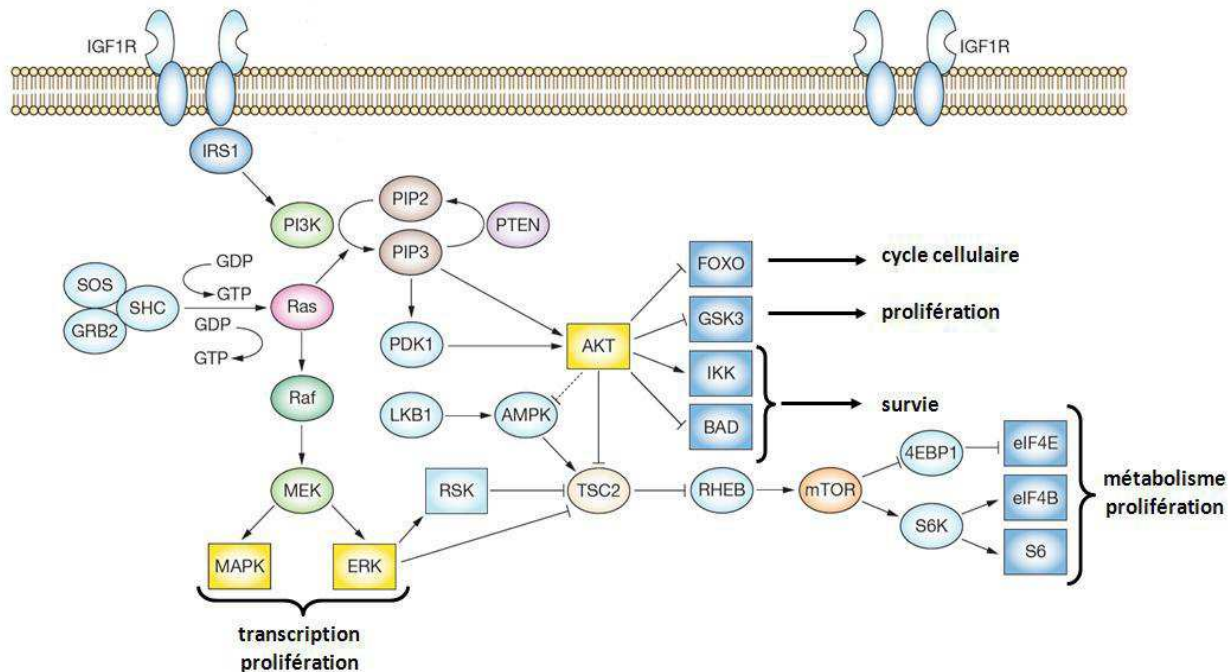 IGF1R
IGF1R
IRS1
PI3K
PIP2
PTEN
PIP3
FOXO
cycle cellulaire
SOS
SHC
GRB2
GDP
GTP
GDP
GTP
Ras
GSK3
prolifération
PDK1
AKT
IKK
Raf
LKB1
AMPK
BAD
survie
4EBP1
eIF4E
MEK
RSK
TSC2
RHEB
mTOR
métabolisme
prolifération
S6K
eIF4B
S6
MAPK
ERK
transcription
prolifération